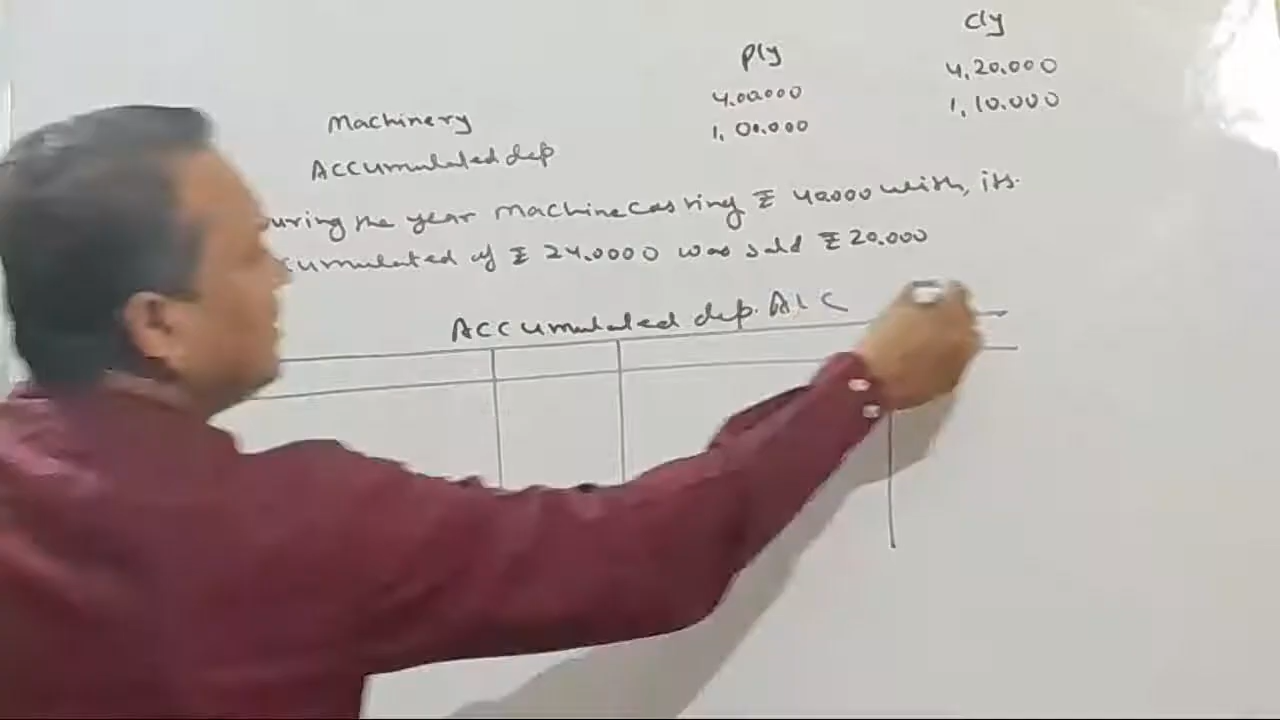 ply cly
Machinery 4,00000 4,20.000
Accumulated dep 1,00.000 1,10.000
uring the year machine costing ₹ 40000 with, its.
cumulated of ₹ 24.0000 was sold ₹ 20.000
Accumulated dep. A/C